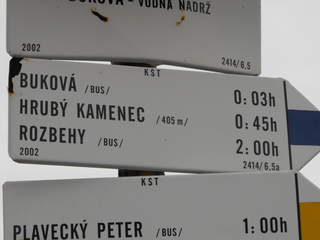 BUKOVÁ - VODNÁ NÁDRŽ
2002 2414/6,5
KST
BUKOVÁ /BUS/ 0:03h
HRUBÝ KAMENEC /405 m/ 0:45h
ROZBEHY /BUS/ 2:00h
2002 2414/6,5a
KST
PLAVECKÝ PETER /BUS/ 1:00h